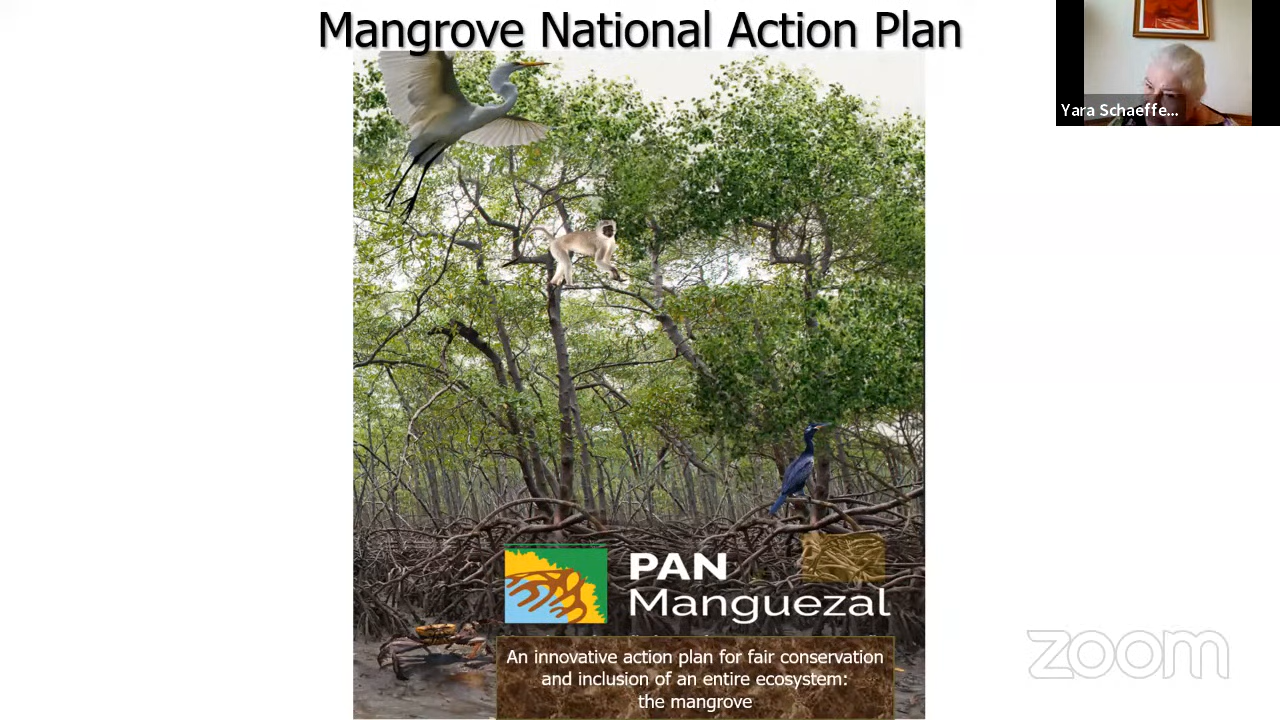 Mangrove National Action Plan
Yara Schaeffe...
PAN
Manguezal
An innovative action plan for fair conservation
and inclusion of an entire ecosystem:
the mangrove
zoom